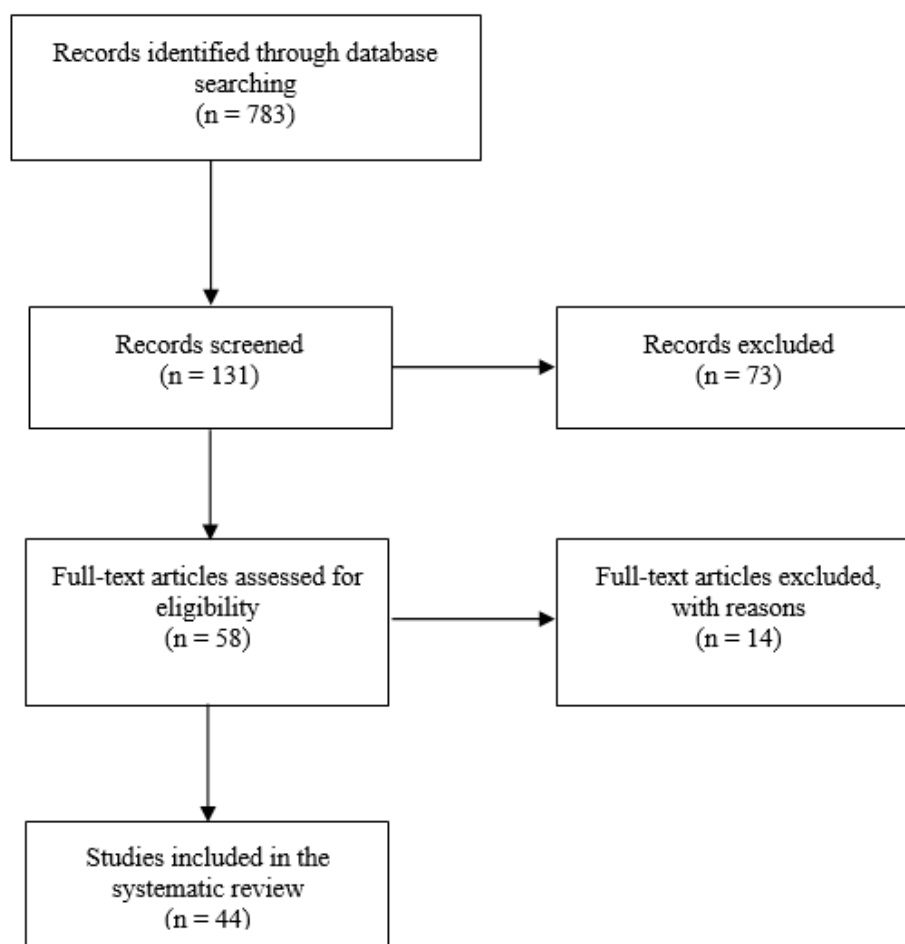 Records identified through database
searching
(n = 783)
Records screened
(n = 131)
Records excluded
(n = 73)
Full-text articles assessed for
eligibility
(n = 58)
Full-text articles excluded,
with reasons
(n = 14)
Studies included in the
systematic review
(n = 44)